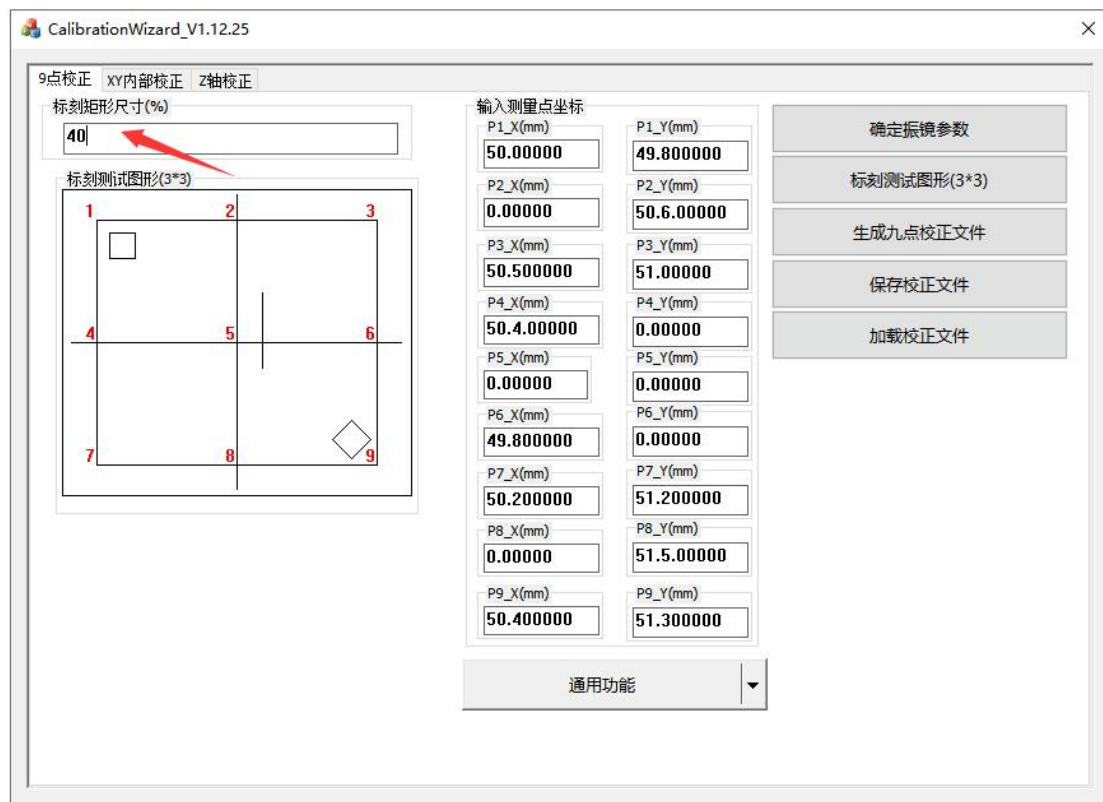 CalibrationWizard_V1.12.25
9点校正 XY内部校正 Z轴校正
标刻矩形尺寸(%)
40
标刻测试图形(3*3)
1 2 3
4 5 6
7 8 9
输入测量点坐标
P1_X(mm) P1_Y(mm)
50.00000 49.800000
P2_X(mm) P2_Y(mm)
0.00000 50.6.00000
P3_X(mm) P3_Y(mm)
50.500000 51.00000
P4_X(mm) P4_Y(mm)
50.4.00000 0.00000
P5_X(mm) P5_Y(mm)
0.00000 0.00000
P6_X(mm) P6_Y(mm)
49.800000 0.00000
P7_X(mm) P7_Y(mm)
50.200000 51.200000
P8_X(mm) P8_Y(mm)
0.00000 51.5.00000
P9_X(mm) P9_Y(mm)
50.400000 51.300000
通用功能
确定振镜参数
标刻测试图形(3*3)
生成九点校正文件
保存校正文件
加载校正文件